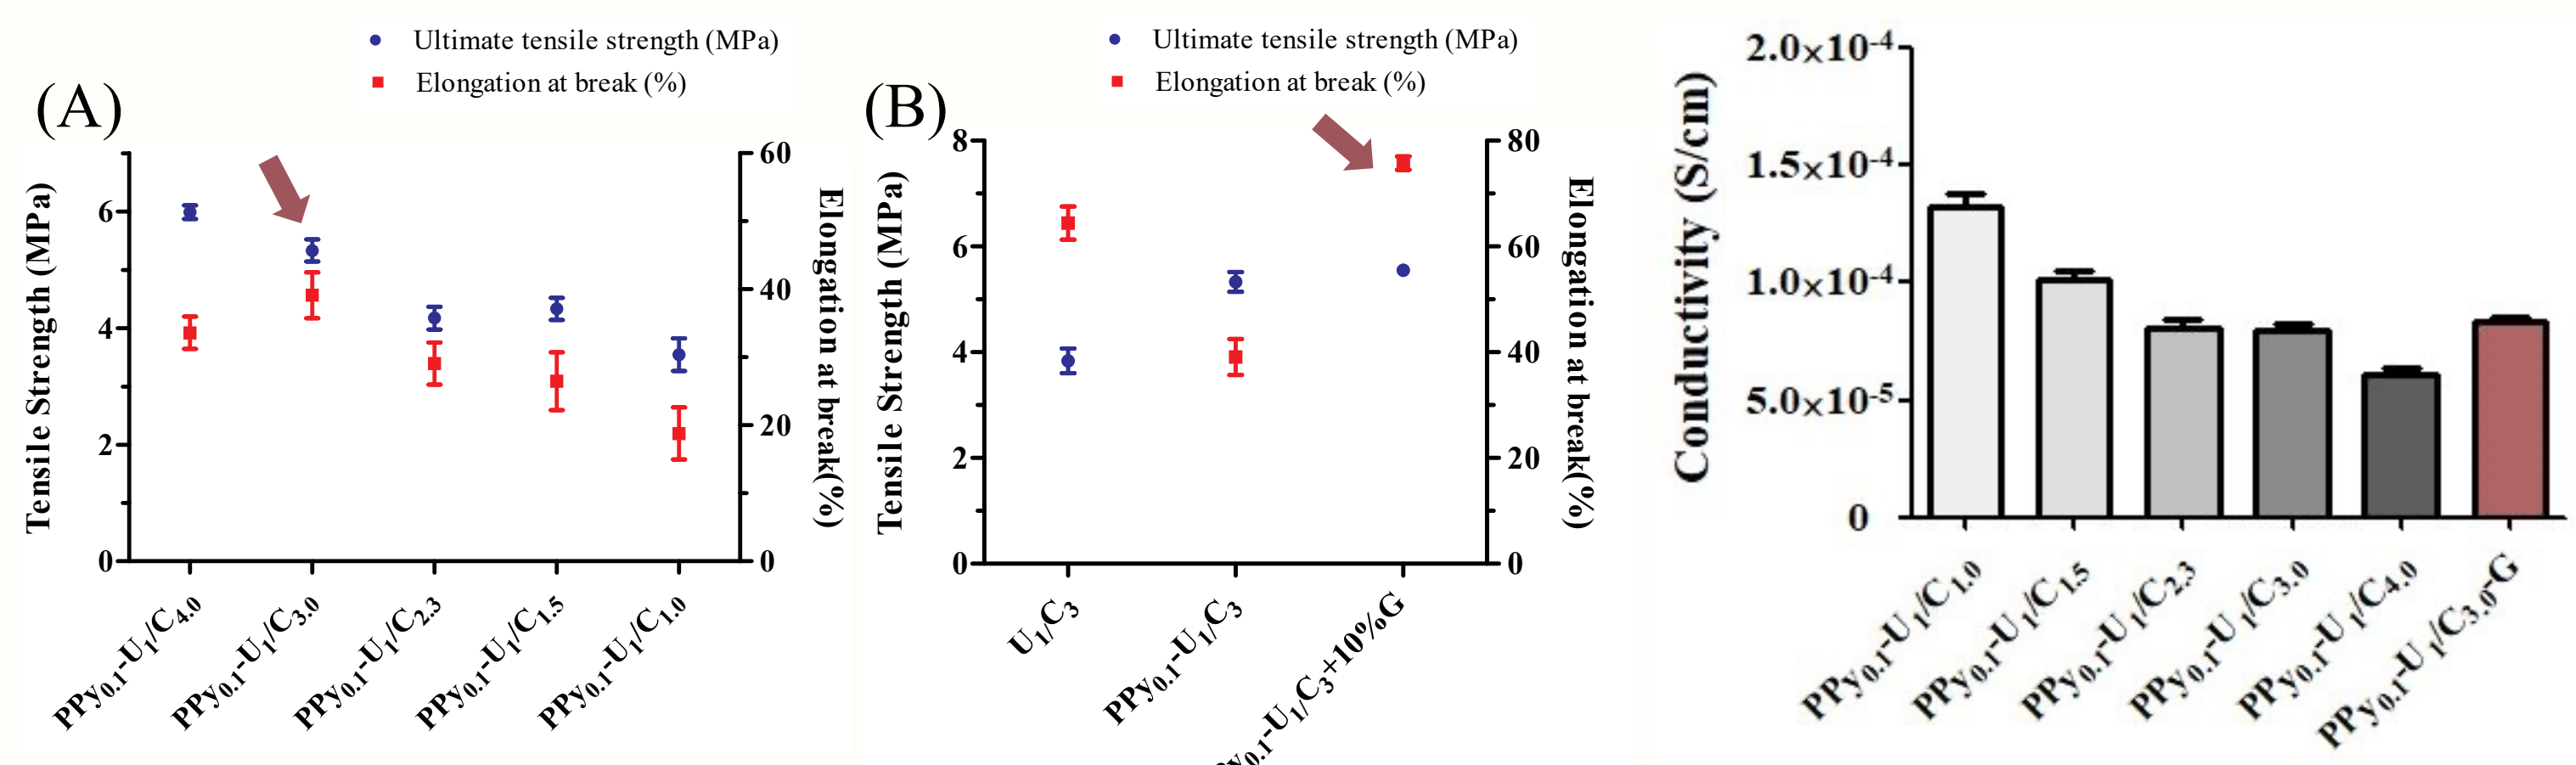 Ultimate tensile strength (MPa)
Elongation at break (%)
(A)
Tensile Strength (MPa)
6
4
2
0
60
40
20
0
Elongation at break(%)
PPy0.1-U1/C4.0
PPy0.1-U1/C3.0
PPy0.1-U1/C2.3
PPy0.1-U1/C1.5
PPy0.1-U1/C1.0
Ultimate tensile strength (MPa)
Elongation at break (%)
(B)
Tensile Strength (MPa)
8
6
4
2
0
80
60
40
20
0
Elongation at break(%)
U1/C3
PPy0.1-U1/C3
y0.1-U1/C3+10%G
Conductivity (S/cm)
2.0×10-4
1.5×10-4
1.0×10-4
5.0×10-5
0
PPy0.1-U1/C1.0
PPy0.1-U1/C1.5
PPy0.1-U1/C2.3
PPy0.1-U1/C3.0
PPy0.1-U1/C4.0
PPy0.1-U1/C3.0-G